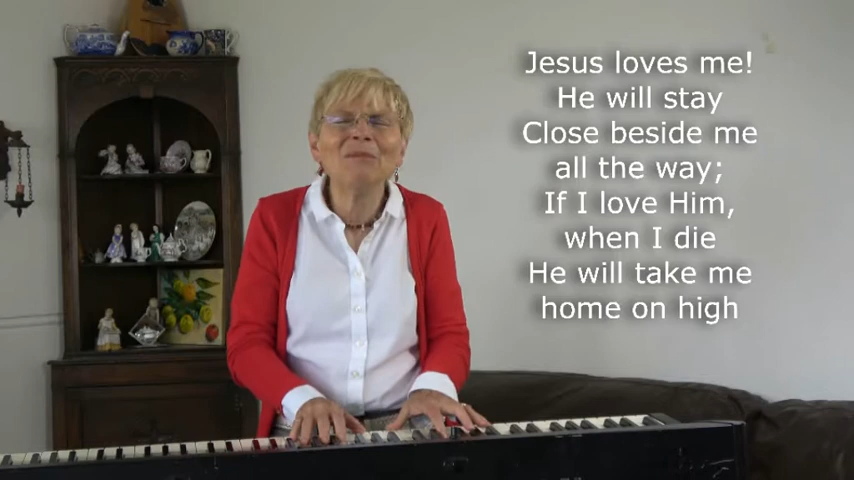 Jesus loves me!
He will stay
Close beside me
all the way;
If I love Him,
when I die
He will take me
home on high